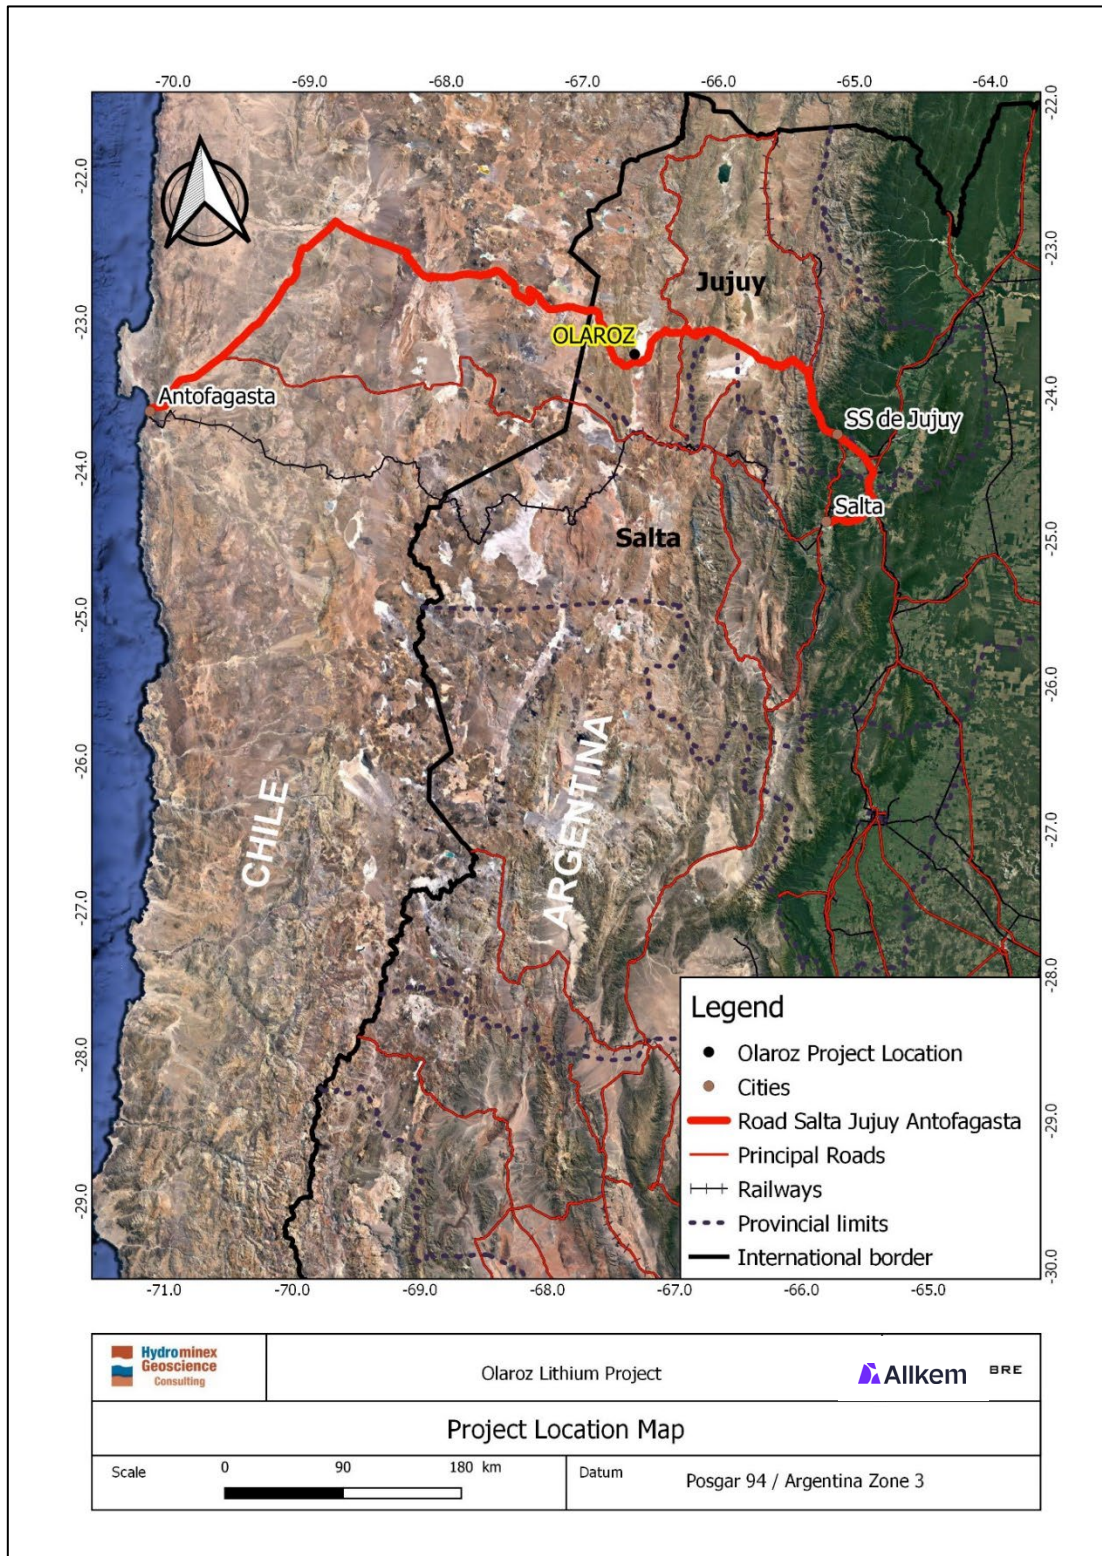 -70.0 -69.0 -68.0 -67.0 -66.0 -65.0 -64.0
-22.0
-22.0
-23.0
Jujuy
-23.0
OLAROZ
Antofagasta
-24.0
SS de Jujuy
-24.0
Salta
Salta
-25.0
-25.0
-26.0
-26.0
ARGENTINA
CHILE
-27.0
-27.0
-28.0
-28.0
-29.0
-29.0
-30.0
Legend
Olaroz Project Location
Cities
Road Salta Jujuy Antofagasta
Principal Roads
Railways
Provincial limits
International border
-71.0 -70.0 -69.0 -68.0 -67.0 -66.0 -65.0
Hydrominex
Geoscience
Consulting
Olaroz Lithium Project
Allkem
BRE
Project Location Map
Scale 0 90 180 km
Datum Posgar 94 / Argentina Zone 3